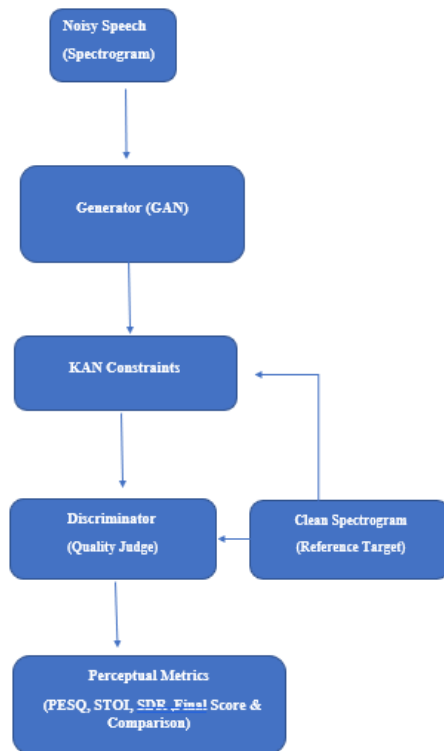 Noisy Speech
(Spectrogram)
Generator (GAN)
KAN Constraints
Discriminator
(Quality Judge)
Clean Spectrogram
(Reference Target)
Perceptual Metrics
(PESQ, STOI, SDR ,Final Score &
Comparison)